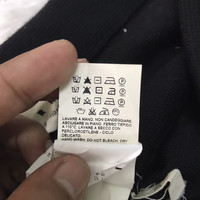 LAVARE A MANO. NON CANDEGGIARE.
ASCIUGARE IN PIANO. FERRO TIEPIDO
A 110°C. LAVARE A SECCO CON
PERCLOROETILENE - CICLO
DELICATO.
HAND WASH. DO NOT BLEACH. DRY